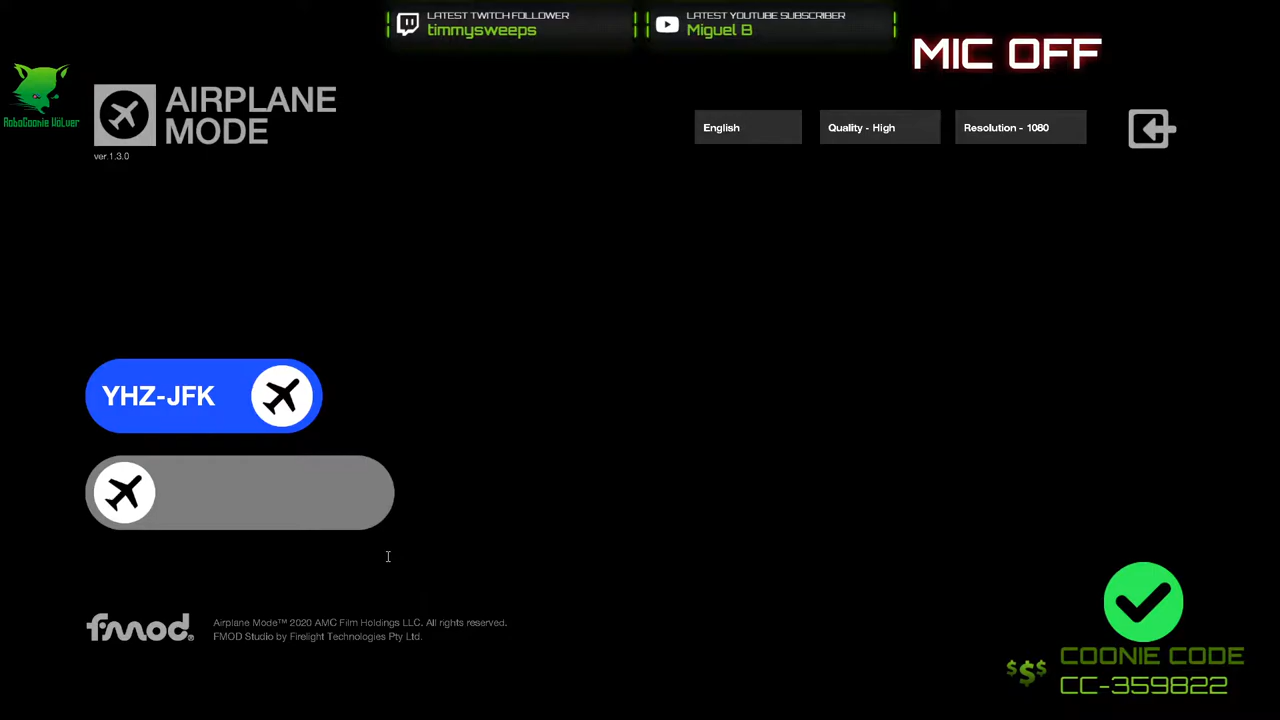 LATEST TWITCH FOLLOWER
timmysweeps
LATEST YOUTUBE SUBSCRIBER
Miguel B
MIC OFF
RoboCoonie Wölver
AIRPLANE
MODE
ver.1.3.0
English
Quality - High
Resolution - 1080
YHZ-JFK
fmod®
Airplane Mode™ 2020 AMC Film Holdings LLC. All rights reserved.
FMOD Studio by Firelight Technologies Pty Ltd.
$$$
COONIE CODE
CC-359822